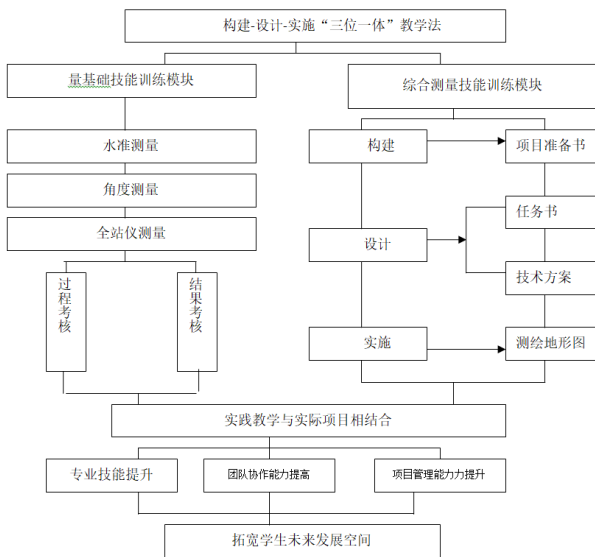 构建-设计-实施“三位一体”教学法
量基础技能训练模块
综合测量技能训练模块
水准测量
构建
项目准备书
角度测量
任务书
全站仪测量
设计
过程考核
结果考核
技术方案
实施
测绘地形图
实践教学与实际项目相结合
专业技能提升
团队协作能力提高
项目管理能力力提升
拓宽学生未来发展空间